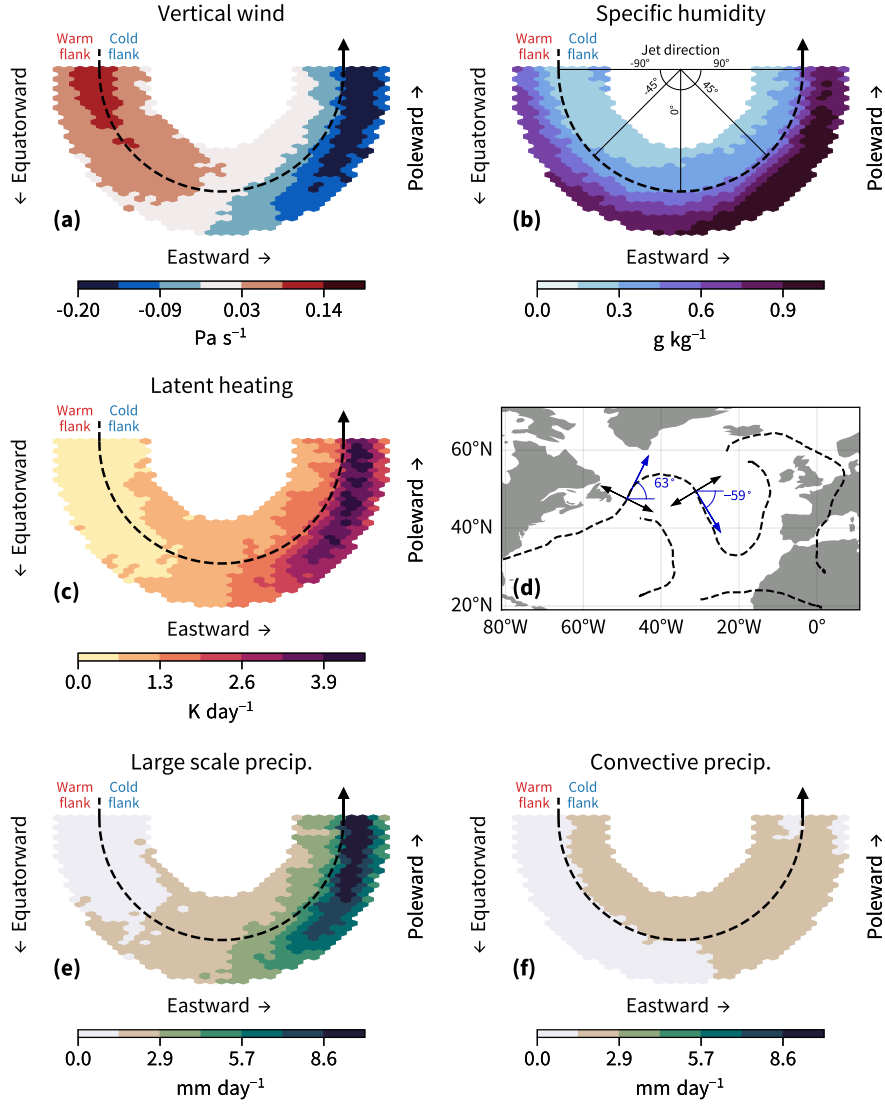 Vertical wind
Warm flank
Cold flank
← Equatorward
Poleward →
(a)
Eastward →
-0.20 -0.09 0.03 0.14
Pa s⁻¹
Specific humidity
Warm flank
Cold flank
Jet direction
-90° 90°
-45° 45°
0°
← Equatorward
Poleward →
(b)
Eastward →
0.0 0.3 0.6 0.9
g kg⁻¹
Latent heating
Warm flank
Cold flank
← Equatorward
Poleward →
(c)
Eastward →
0.0 1.3 2.6 3.9
K day⁻¹
60°N
40°N
20°N
63°
−59°
(d)
80°W 60°W 40°W 20°W 0°
Large scale precip.
Warm flank
Cold flank
← Equatorward
Poleward →
(e)
Eastward →
0.0 2.9 5.7 8.6
mm day⁻¹
Convective precip.
Warm flank
Cold flank
← Equatorward
Poleward →
(f)
Eastward →
0.0 2.9 5.7 8.6
mm day⁻¹